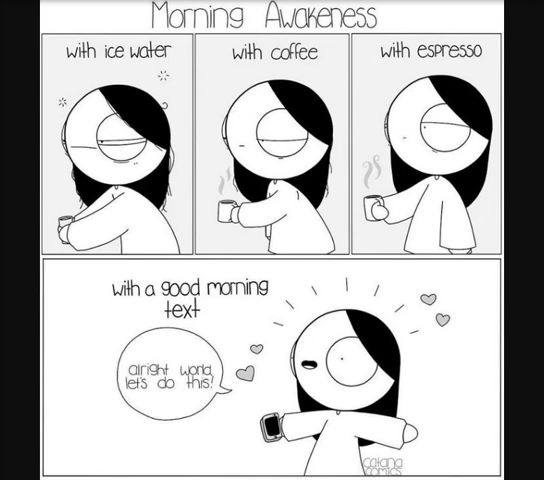 Morning Awakeness
with ice water
with coffee
with espresso
with a good morning
text
alright world,
let's do this!
catana
comics